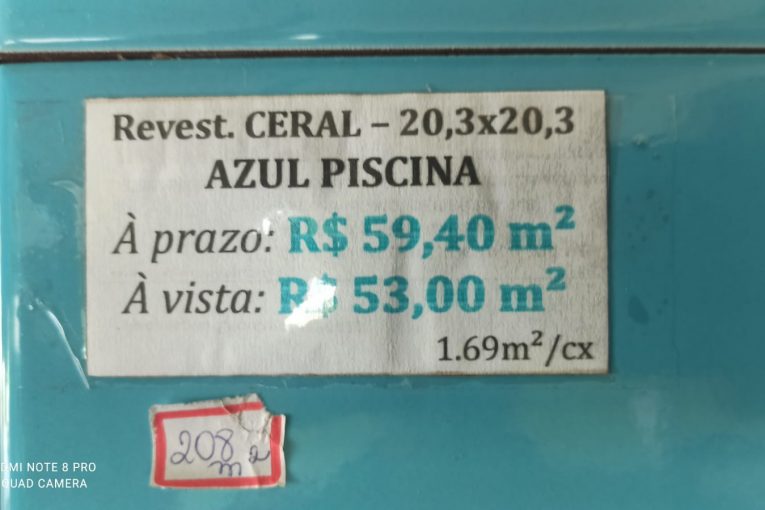 Revest. CERAL – 20,3x20,3
AZUL PISCINA
À prazo: R$ 59,40 m²
À vista: R$ 53,00 m²
1.69m²/cx
208
m²
DMI NOTE 8 PRO
QUAD CAMERA